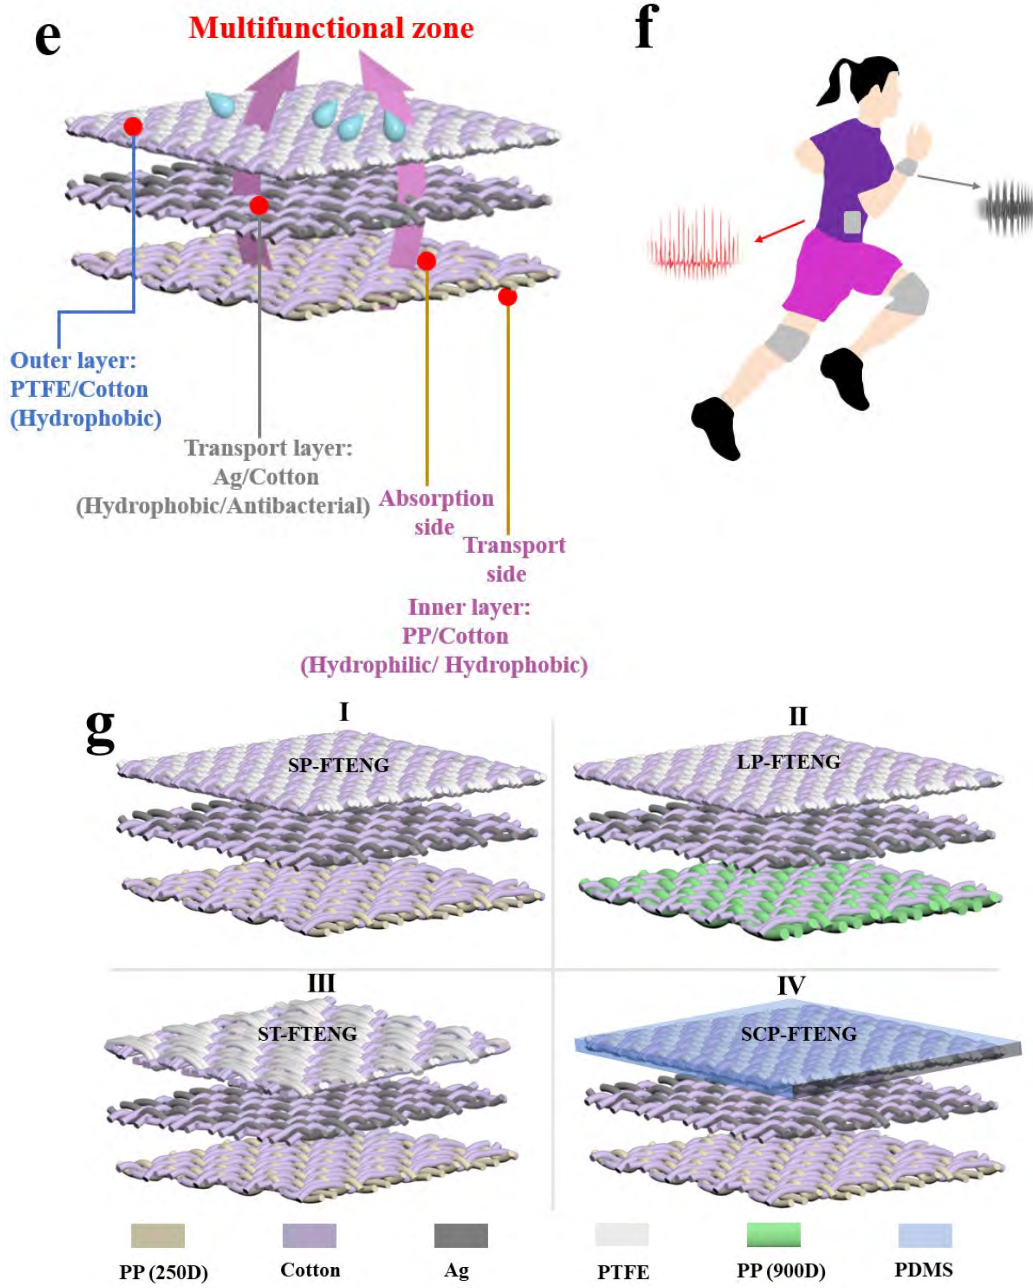 e
Multifunctional zone
f
Outer layer:
PTFE/Cotton
(Hydrophobic)
Transport layer:
Ag/Cotton
(Hydrophobic/Antibacterial)
Absorption
side
Transport
side
Inner layer:
PP/Cotton
(Hydrophilic/ Hydrophobic)
g
I
SP-FTENG
II
LP-FTENG
III
ST-FTENG
IV
SCP-FTENG
PP (250D)
Cotton
Ag
PTFE
PP (900D)
PDMS